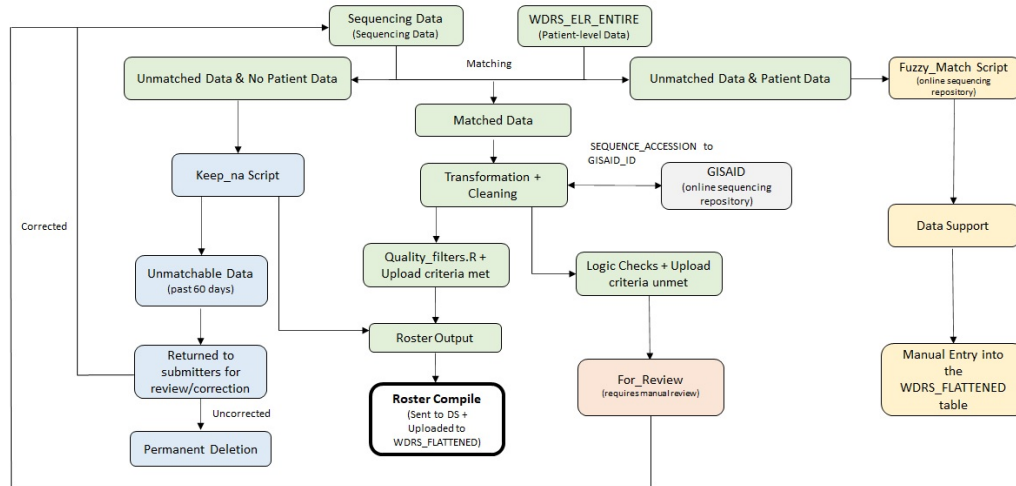 Sequencing Data
(Sequencing Data)
WDRS_ELR_ENTIRE
(Patient-level Data)
Matching
Unmatched Data & No Patient Data
Unmatched Data & Patient Data
Fuzzy_Match Script
(online sequencing
repository)
Matched Data
SEQUENCE_ACCESSION to
GISAID_ID
Keep_na Script
Transformation +
Cleaning
GISAID
(online sequencing
repository)
Corrected
Data Support
Unmatchable Data
(past 60 days)
Quality_filters.R +
Upload criteria met
Logic Checks + Upload
criteria unmet
Roster Output
Returned to
submitters for
review/correction
Manual Entry into
the
WDRS_FLATTENED
table
For_Review
(requires manual review)
Roster Compile
(Sent to DS +
Uploaded to
WDRS_FLATTENED)
Uncorrected
Permanent Deletion